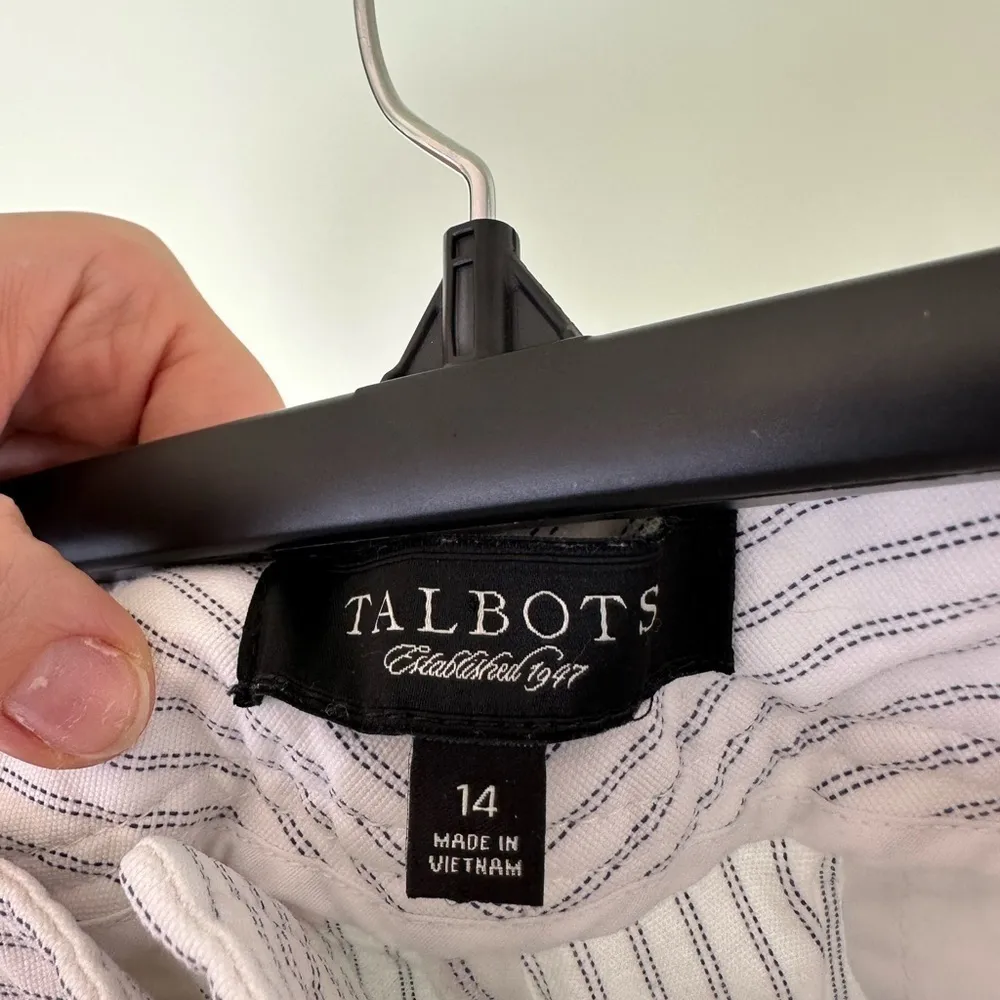 TALBOTS
Established 1947
14
MADE IN
VIETNAM